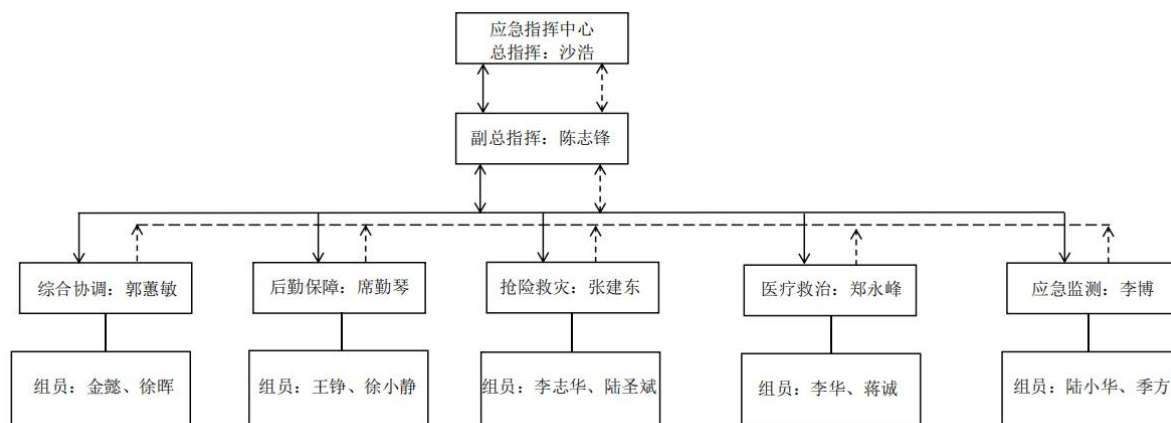 应急指挥中心
总指挥：沙浩
副总指挥：陈志锋
综合协调：郭蕙敏
后勤保障：席勤琴
抢险救灾：张建东
医疗救治：郑永峰
应急监测：李博
组员：金懿、徐晖
组员：王铮、徐小静
组员：李志华、陆圣斌
组员：李华、蒋诚
组员：陆小华、季方